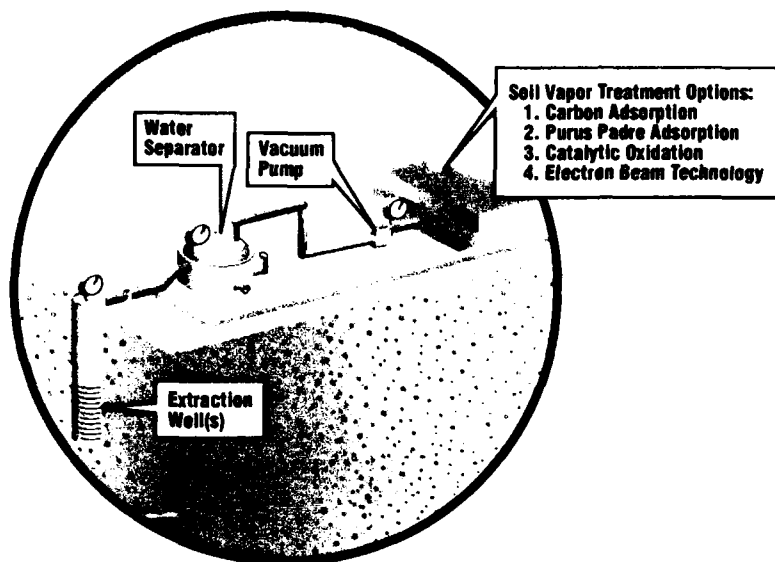 Soil Vapor Treatment Options:
1. Carbon Adsorption
2. Purus Padre Adsorption
3. Catalytic Oxidation
4. Electron Beam Technology
Water
Separator
Vacuum
Pump
Extraction
Well(s)